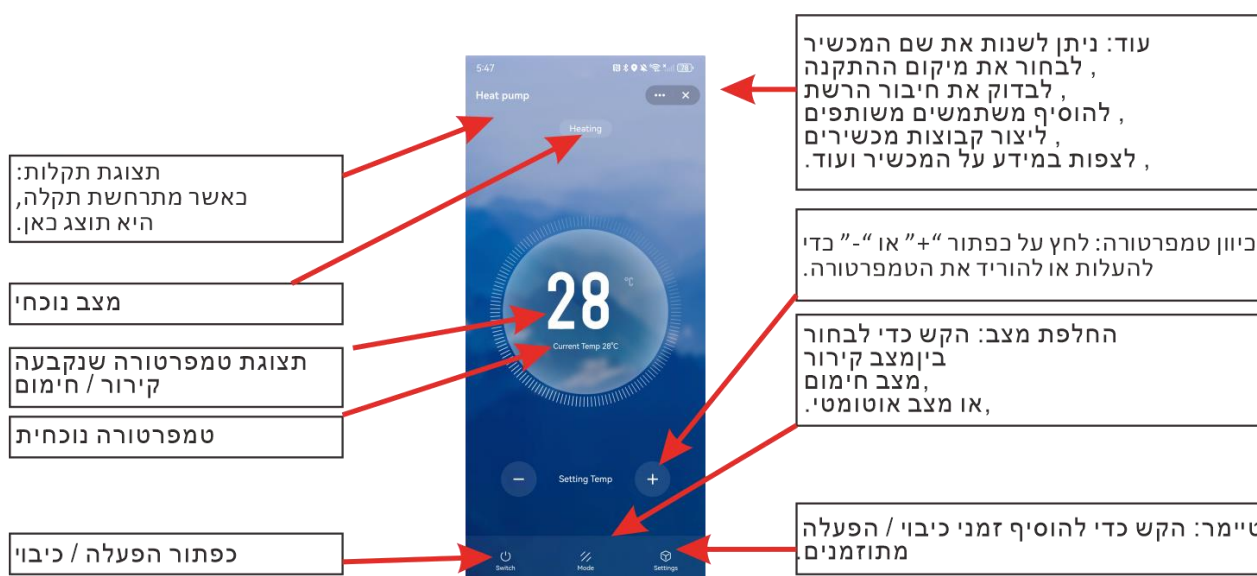 עוד: ניתן לשנות את שם המכשיר
, לבחור את מיקום ההתקנה
, לבדוק את חיבור הרשת
, להוסיף משתמשים משותפים
, ליצור קבוצות מכשירים
, לצפות במידע על המכשיר ועוד.
5:47
78
Heat pump
Heating
תצוגת תקלות:
כאשר מתרחשת תקלה,
היא תוצג כאן.
כיוון טמפרטורה: לחץ על כפתור “+” או “-” כדי
להעלות או להוריד את הטמפרטורה.
מצב נוכחי
28 °C
Current Temp 28°C
תצוגת טמפרטורה שנקבעה
קירור / חימום
החלפת מצב: הקש כדי לבחור
ביןמצב קירור
,מצב חימום
,או מצב אוטומטי.
טמפרטורה נוכחית
− Setting Temp +
טיימר: הקש כדי להוסיף זמני כיבוי / הפעלה
מתוזמנים.
כפתור הפעלה / כיבוי
Switch
Mode
Settings